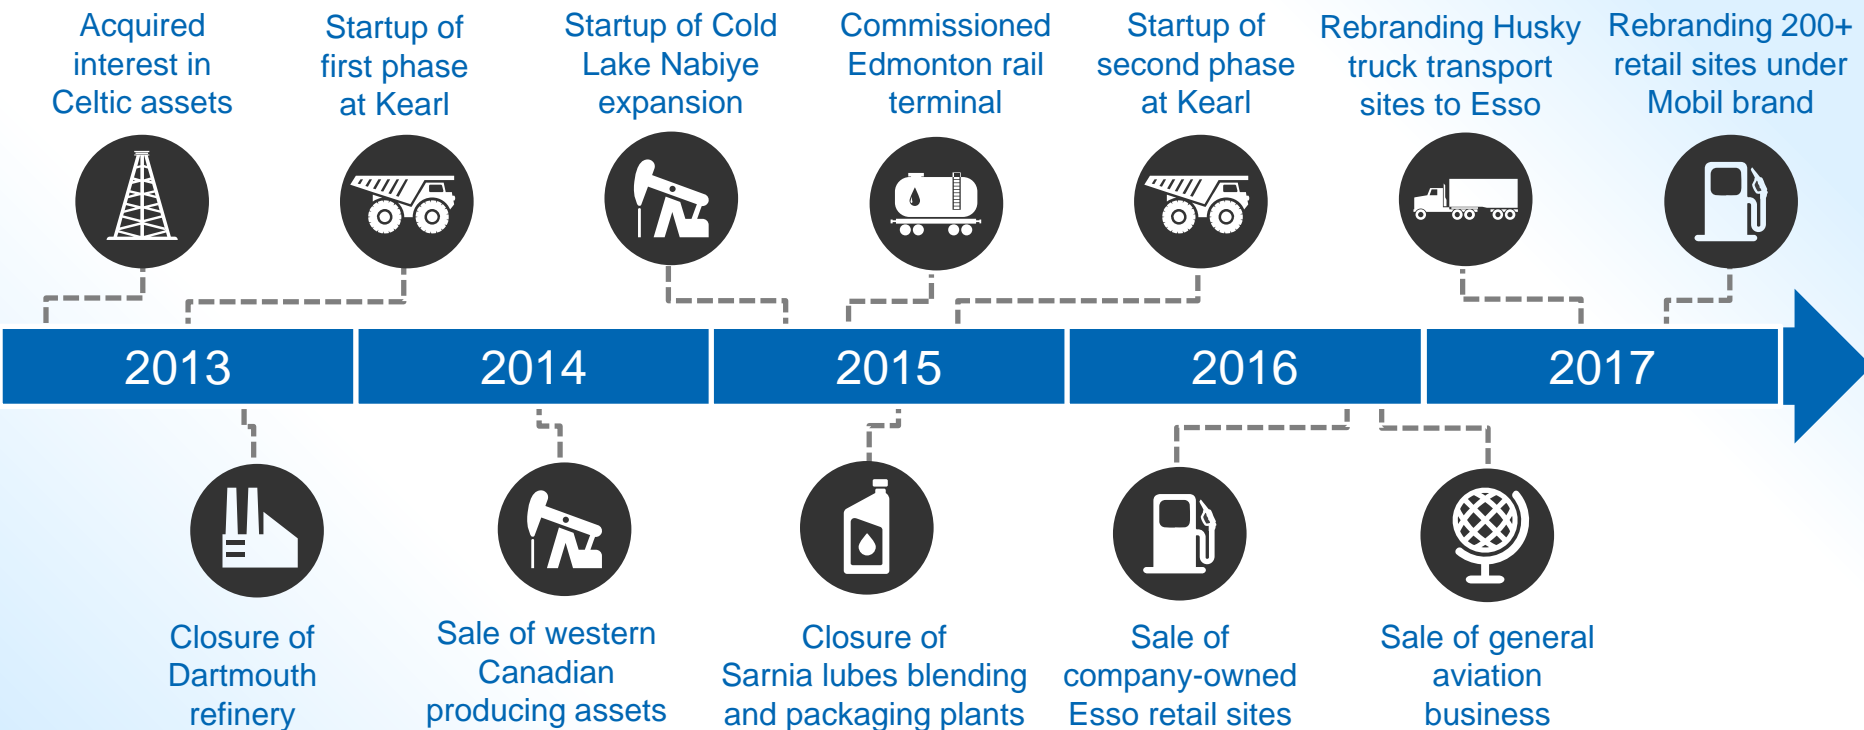 Acquired
interest in
Celtic assets
Startup of
first phase
at Kearl
Startup of Cold
Lake Nabiye
expansion
Commissioned
Edmonton rail
terminal
Startup of
second phase
at Kearl
Rebranding Husky
truck transport
sites to Esso
Rebranding 200+
retail sites under
Mobil brand
2013
2014
2015
2016
2017
Closure of
Dartmouth
refinery
Sale of western
Canadian
producing assets
Closure of
Sarnia lubes blending
and packaging plants
Sale of
company-owned
Esso retail sites
Sale of general
aviation
business